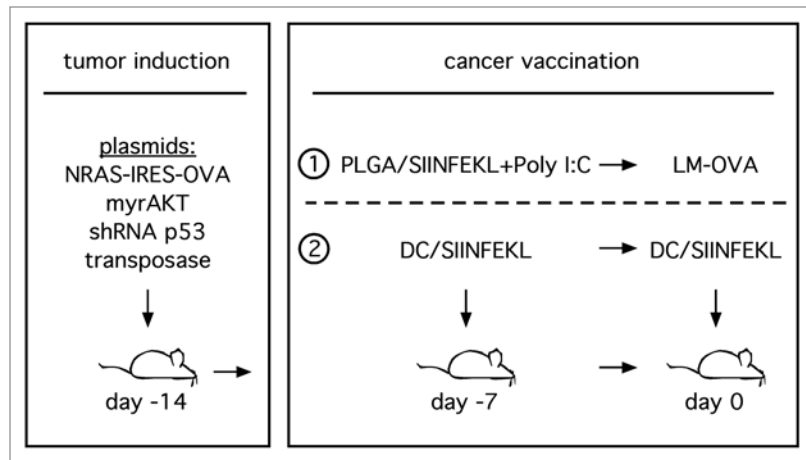 tumor induction
plasmids:
NRAS-IRES-OVA
myrAKT
shRNA p53
transposase
day -14
cancer vaccination
1 PLGA/SIINFEKL+Poly I:C LM-OVA
2 DC/SIINFEKL DC/SIINFEKL
day -7 day 0